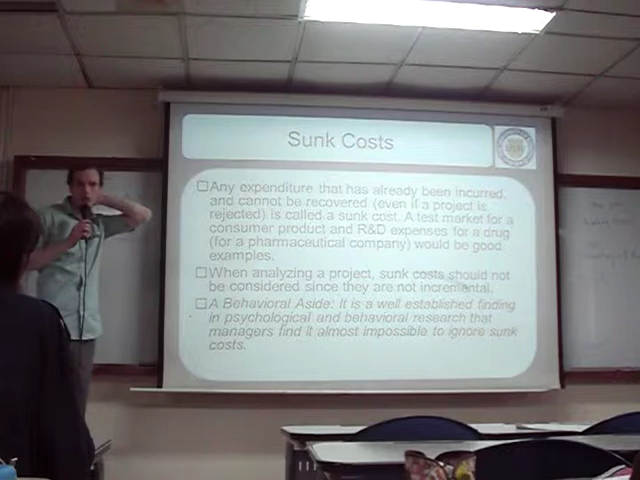 Sunk Costs
Any expenditure that has already been incurred,
and cannot be recovered (even if a project is
rejected) is called a sunk cost. A test market for a
consumer product and R&D expenses for a drug
(for a pharmaceutical company) would be good
examples.
When analyzing a project, sunk costs should not
be considered since they are not incremental.
A Behavioral Aside: It is a well established finding
in psychological and behavioral research that
managers find it almost impossible to ignore sunk
costs.